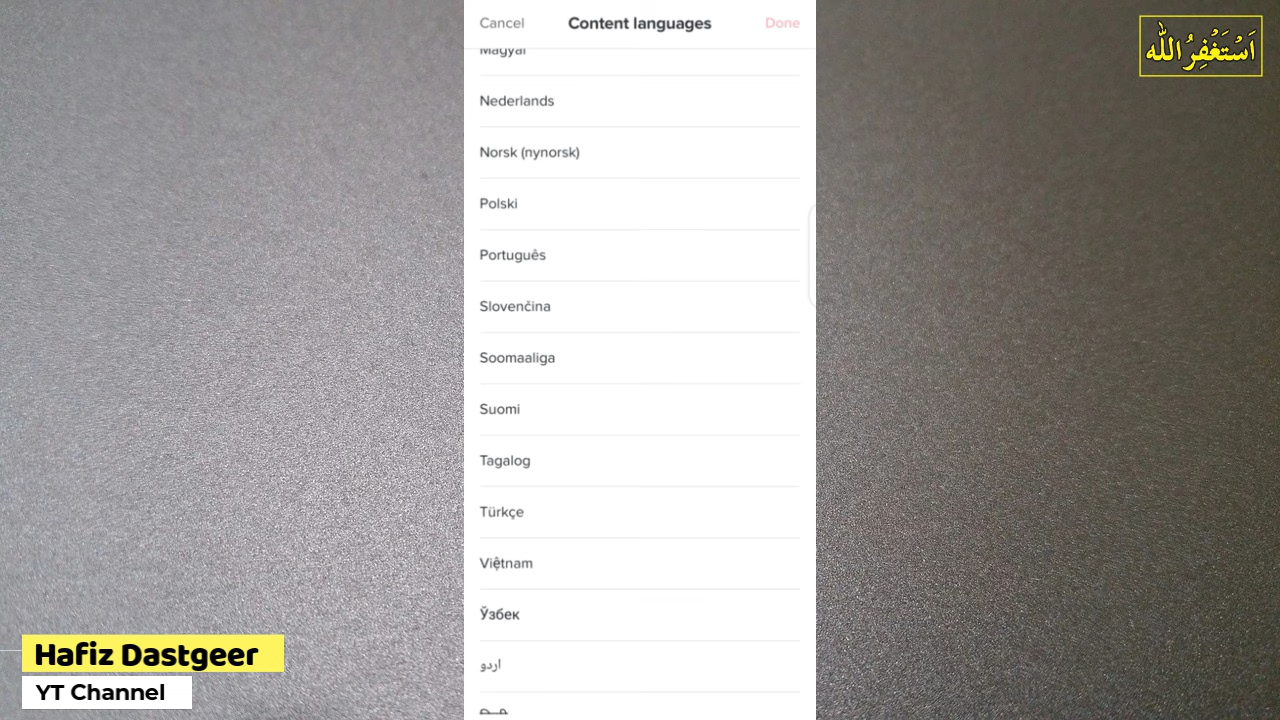 Cancel Content languages Done
Magyar
Nederlands
Norsk (nynorsk)
Polski
Português
Slovenčina
Soomaaliga
Suomi
Tagalog
Türkçe
Việtnam
Ўзбек
اردو
اَسْتَغْفِرُاللّٰه
Hafiz Dastgeer
YT Channel